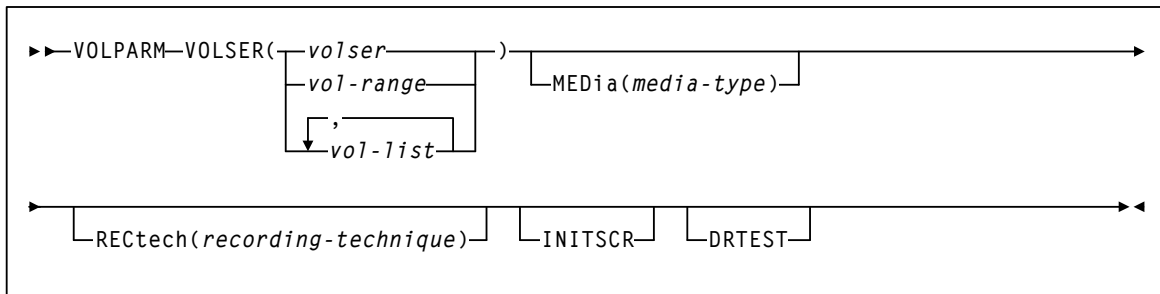 VOLPARM VOLSER( volser ) MEDia(media-type)
vol-range
,
vol-list
RECtech(recording-technique) INITSCR DRTEST